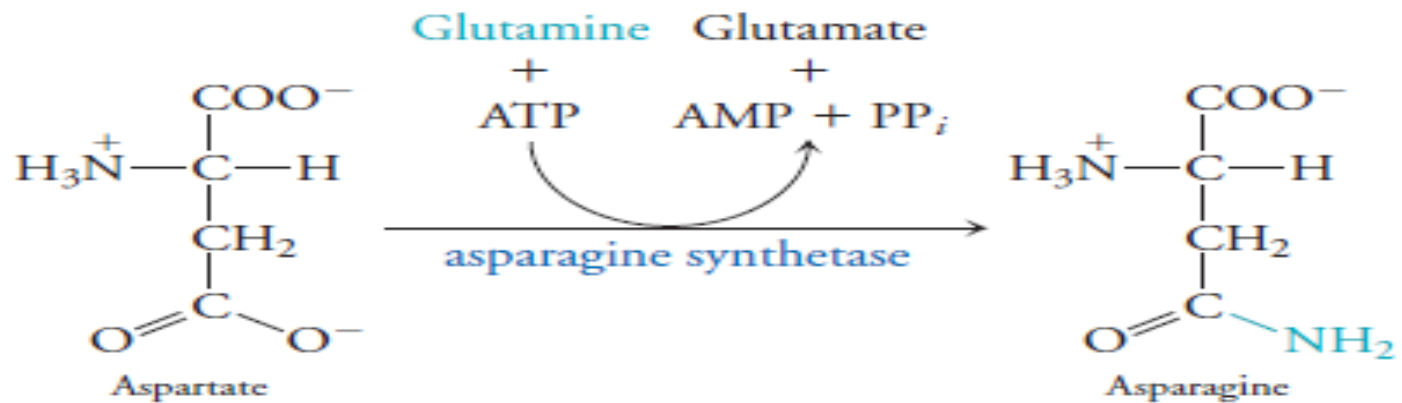 Glutamine Glutamate
+ +
ATP AMP + PPi
COO⁻ COO⁻
H₃N⁺—C—H H₃N⁺—C—H
CH₂ CH₂
asparagine synthetase
C C
O O⁻ O NH₂
Aspartate Asparagine